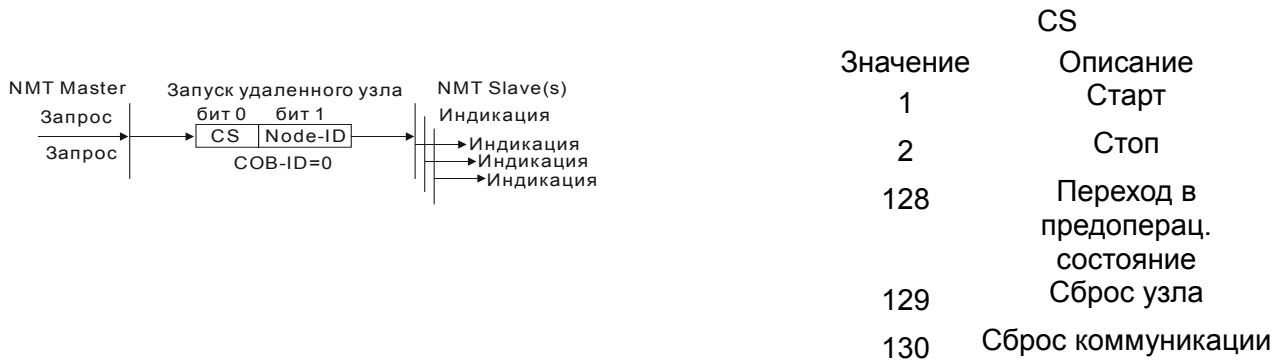 NMT Master
Запуск удаленного узла
NMT Slave(s)
Запрос
бит 0 бит 1
Индикация
CS Node-ID
Запрос
COB-ID=0
Индикация
Индикация
Индикация
CS
Значение Описание
1 Старт
2 Стоп
128 Переход в
предоперац.
состояние
129 Сброс узла
130 Сброс коммуникации